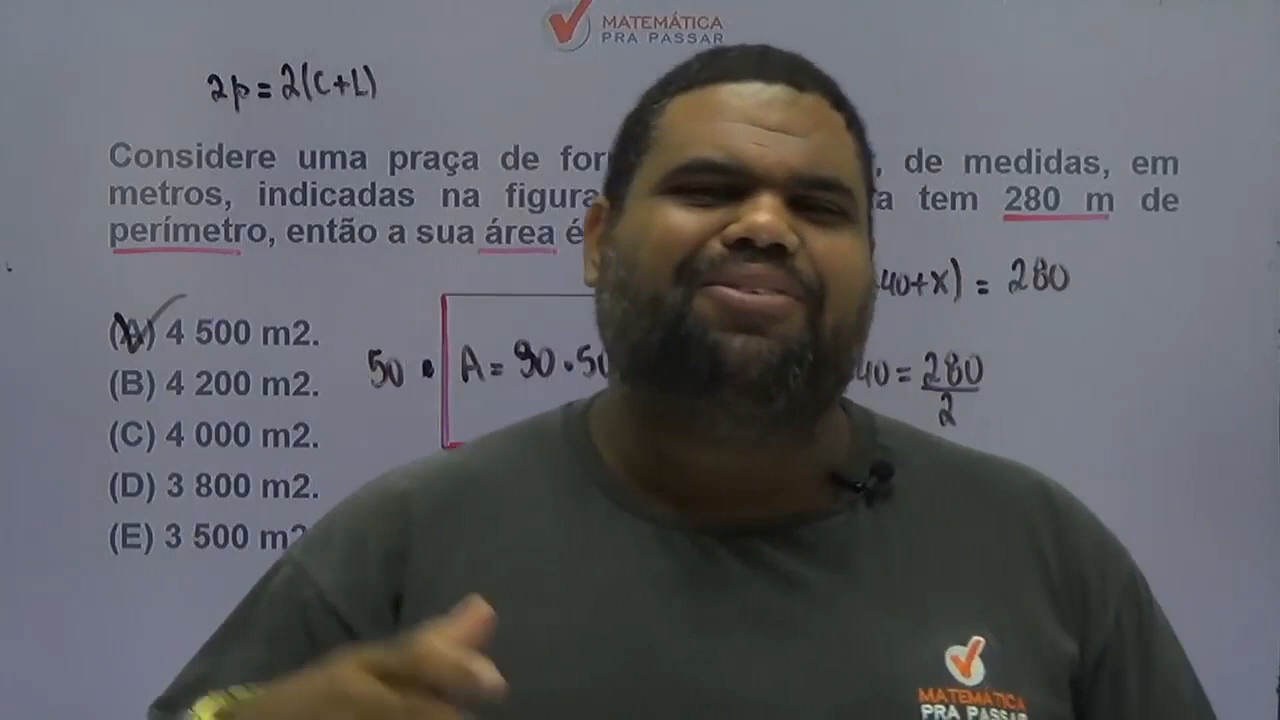 MATEMÁTICA
PRA PASSAR
2p = 2(C+L)
Considere uma praça de for , de medidas, em
metros, indicadas na figura a tem 280 m de
perímetro, então a sua área é
40+X) = 280
(A) 4 500 m2.
50 A = 90 . 50
40 = 280
2
(B) 4 200 m2.
(C) 4 000 m2.
(D) 3 800 m2.
(E) 3 500 m2
MATEMÁTICA
PRA PASSAR